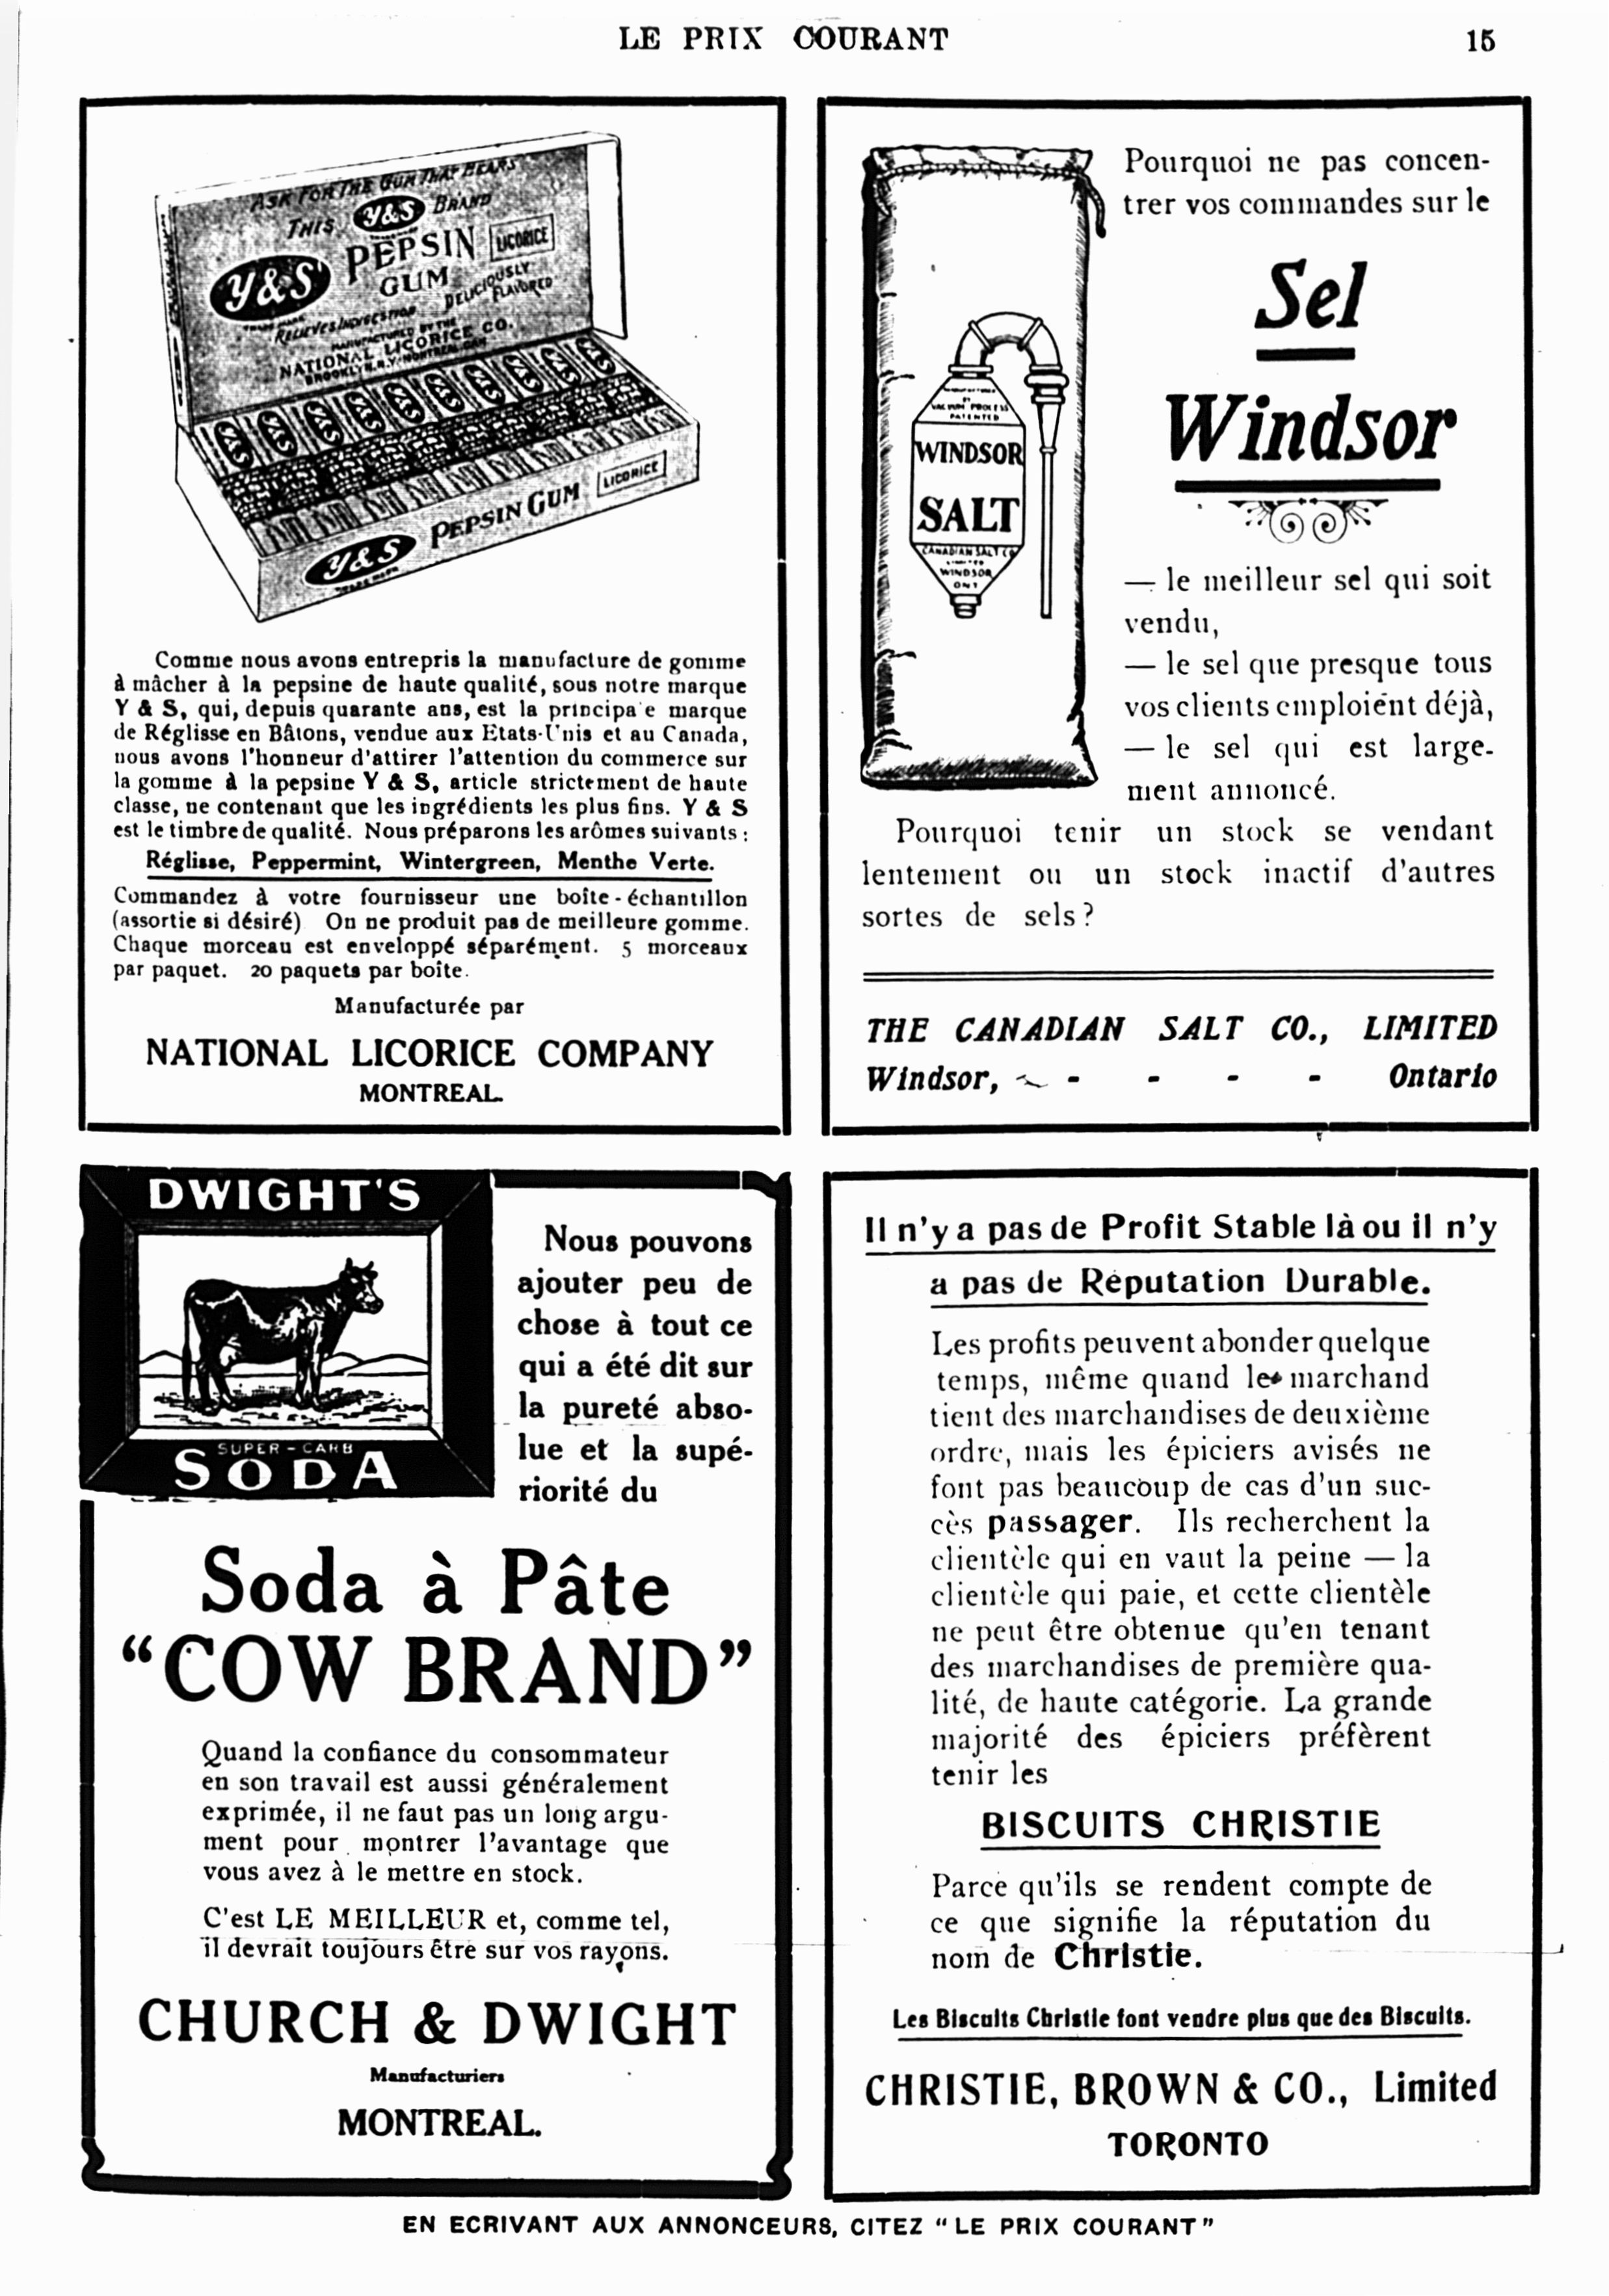 LE PRIX COURANT
15
ASK FOR THE GUM THAT BEARS
THIS Y&S BRAND
Y&S PEPSIN GUM LICORICE
DELICIOUSLY FLAVORED
RELIEVES INDIGESTION
MANUFACTURED BY THE
NATIONAL LICORICE CO.
BROOKLYN.N.Y.-MONTREAL.CAN
Y&S PEPSIN GUM LICORICE
TRADE MARK
Comme nous avons entrepris la manufacture de gomme
à mâcher à la pepsine de haute qualité, sous notre marque
Y & S, qui, depuis quarante ans, est la principa e marque
de Réglisse en Bâtons, vendue aux Etats-Unis et au Canada,
nous avons l'honneur d'attirer l'attention du commerce sur
la gomme à la pepsine Y & S, article strictement de haute
classe, ne contenant que les ingrédients les plus fins. Y & S
est le timbre de qualité. Nous préparons les arômes suivants :
Réglisse, Peppermint, Wintergreen, Menthe Verte.
Commandez à votre fournisseur une boîte-échantillon
(assortie si désiré) On ne produit pas de meilleure gomme.
Chaque morceau est enveloppé séparément. 5 morceaux
par paquet. 20 paquets par boîte.
Manufacturée par
NATIONAL LICORICE COMPANY
MONTREAL.
MANUFACTURED
BY
VACUUM PROCESS
PATENTED
WINDSOR
SALT
CANADIAN SALT CO
LIMITED
WINDSOR
ONT
Pourquoi ne pas concen-
trer vos commandes sur le
Sel
Windsor
— le meilleur sel qui soit
vendu,
— le sel que presque tous
vos clients emploient déjà,
— le sel qui est large-
ment annoncé.
Pourquoi tenir un stock se vendant
lentement ou un stock inactif d'autres
sortes de sels ?
THE CANADIAN SALT CO., LIMITED
Windsor, - - - - Ontario
DWIGHT'S
SUPER-CARB
SODA
Nous pouvons
ajouter peu de
chose à tout ce
qui a été dit sur
la pureté abso-
lue et la supé-
riorité du
Soda à Pâte
"COW BRAND"
Quand la confiance du consommateur
en son travail est aussi généralement
exprimée, il ne faut pas un long argu-
ment pour montrer l'avantage que
vous avez à le mettre en stock.
C'est LE MEILLEUR et, comme tel,
il devrait toujours être sur vos rayons.
CHURCH & DWIGHT
Manufacturiers
MONTREAL.
Il n'y a pas de Profit Stable là ou il n'y
a pas de Réputation Durable.
Les profits peuvent abonder quelque
temps, même quand le marchand
tient des marchandises de deuxième
ordre, mais les épiciers avisés ne
font pas beaucoup de cas d'un suc-
cès passager. Ils recherchent la
clientèle qui en vaut la peine — la
clientèle qui paie, et cette clientèle
ne peut être obtenue qu'en tenant
des marchandises de première qua-
lité, de haute catégorie. La grande
majorité des épiciers préfèrent
tenir les
BISCUITS CHRISTIE
Parce qu'ils se rendent compte de
ce que signifie la réputation du
nom de Christie.
Les Biscuits Christie font vendre plus que des Biscuits.
CHRISTIE, BROWN & CO., Limited
TORONTO
EN ECRIVANT AUX ANNONCEURS, CITEZ "LE PRIX COURANT"